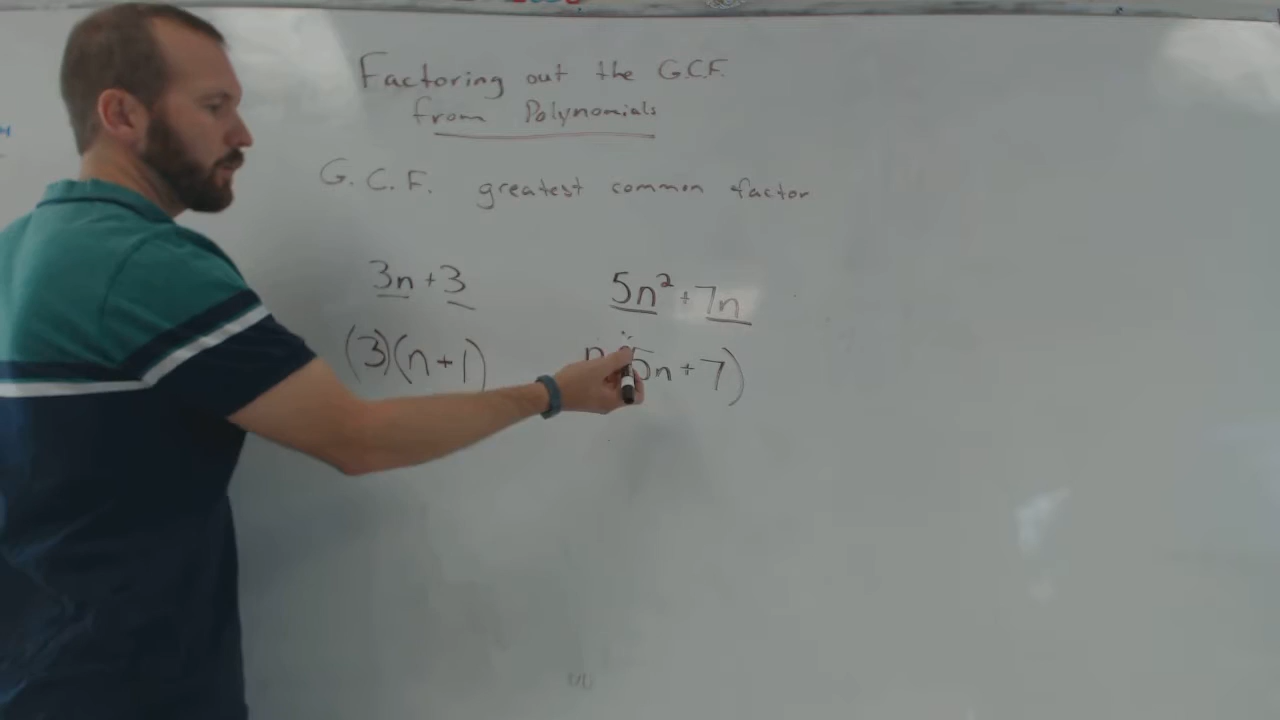 Factoring out the G.C.F.
from Polynomials
G.C.F. greatest common factor
3n + 3
(3)(n + 1)
5n² + 7n
n 5n + 7)